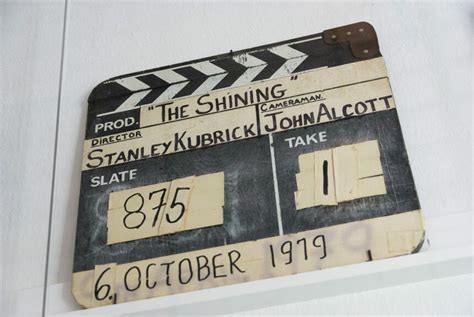 PROD. "THE SHINING"
DIRECTOR CAMERAMAN
STANLEY KUBRICK JOHN ALCOTT
SLATE TAKE
875 1
6. OCTOBER 1979